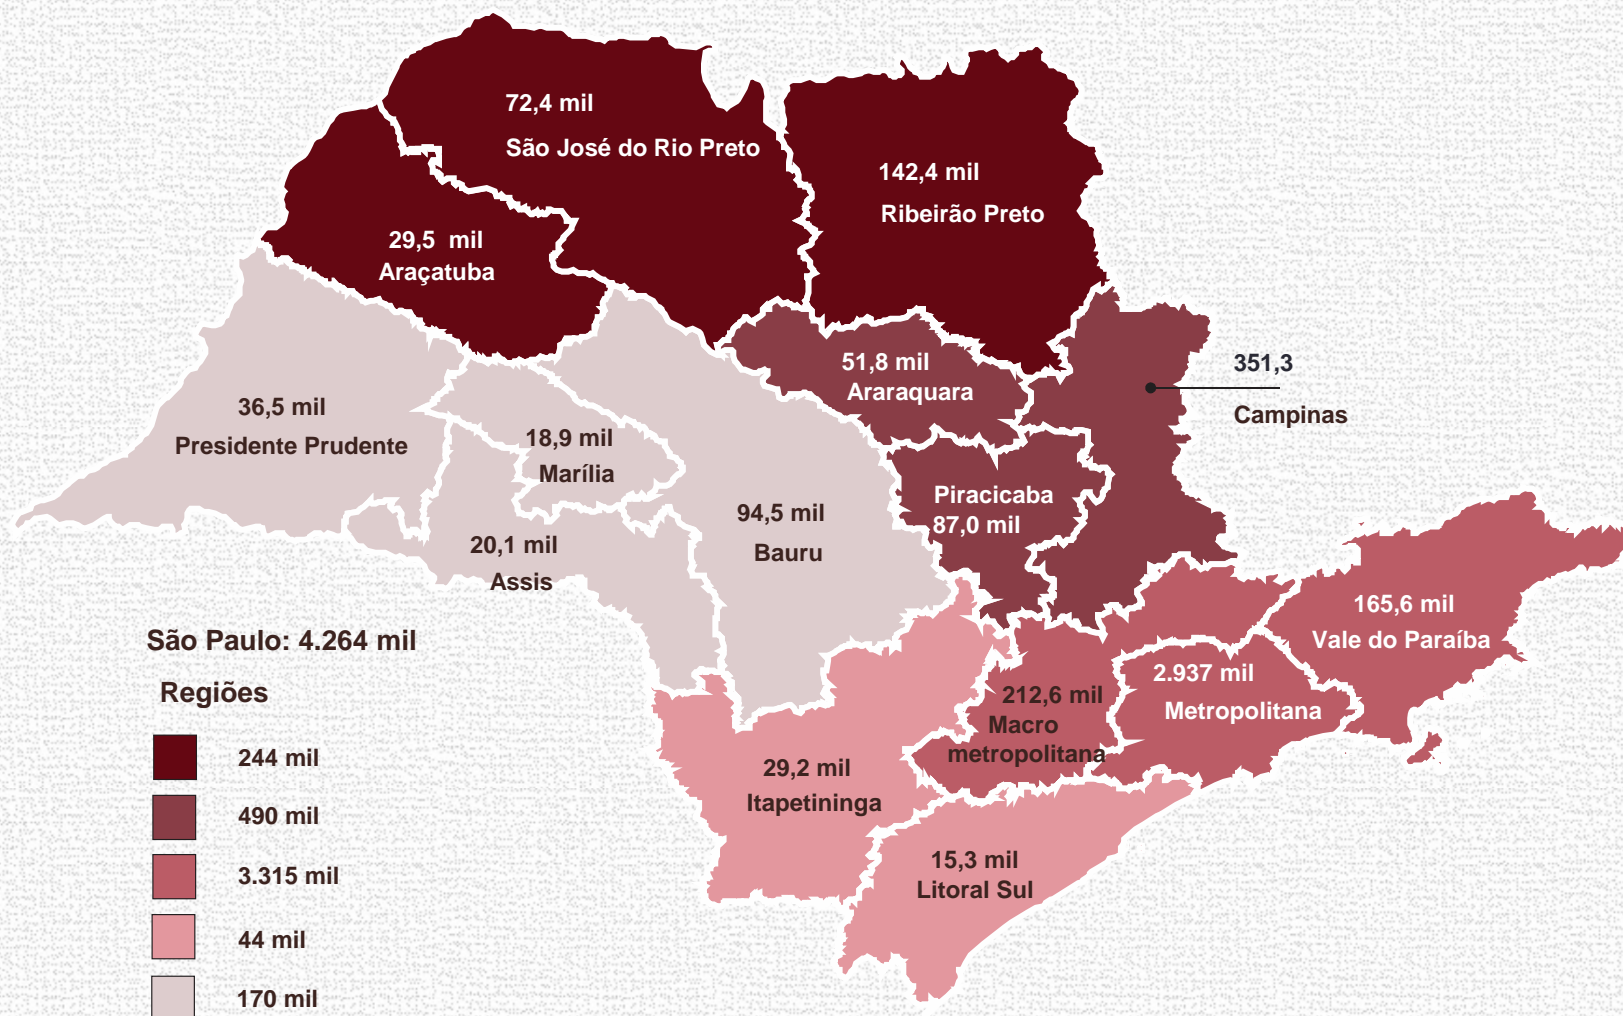 72,4 mil
São José do Rio Preto
142,4 mil
Ribeirão Preto
29,5 mil
Araçatuba
51,8 mil
Araraquara
351,3
Campinas
36,5 mil
Presidente Prudente
18,9 mil
Marília
Piracicaba
87,0 mil
94,5 mil
Bauru
20,1 mil
Assis
165,6 mil
Vale do Paraíba
2.937 mil
Metropolitana
212,6 mil
Macro
metropolitana
29,2 mil
Itapetininga
15,3 mil
Litoral Sul
São Paulo: 4.264 mil
Regiões
244 mil
490 mil
3.315 mil
44 mil
170 mil